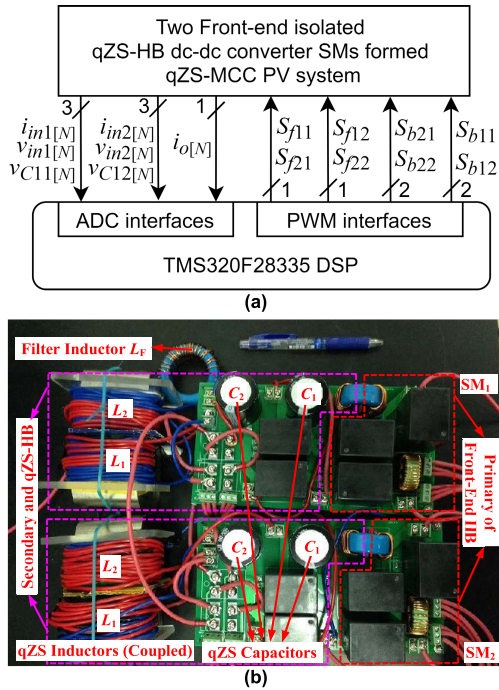 Two Front-end isolated
qZS-HB dc-dc converter SMs formed
qZS-MCC PV system
3
3
1
i_in1[N]
v_in1[N]
v_C11[N]
i_in2[N]
v_in2[N]
v_C12[N]
i_o[N]
S_f11
S_f21
S_f12
S_f22
S_b21
S_b22
S_b11
S_b12
1
1
2
2
ADC interfaces
PWM interfaces
TMS320F28335 DSP
(a)
Filter Inductor L_F
C_2
C_1
SM_1
L_2
L_1
Secondary and qZS-HB
Primary of
Front-End HB
C_2
C_1
L_2
L_1
qZS Inductors (Coupled)
qZS Capacitors
SM_2
(b)